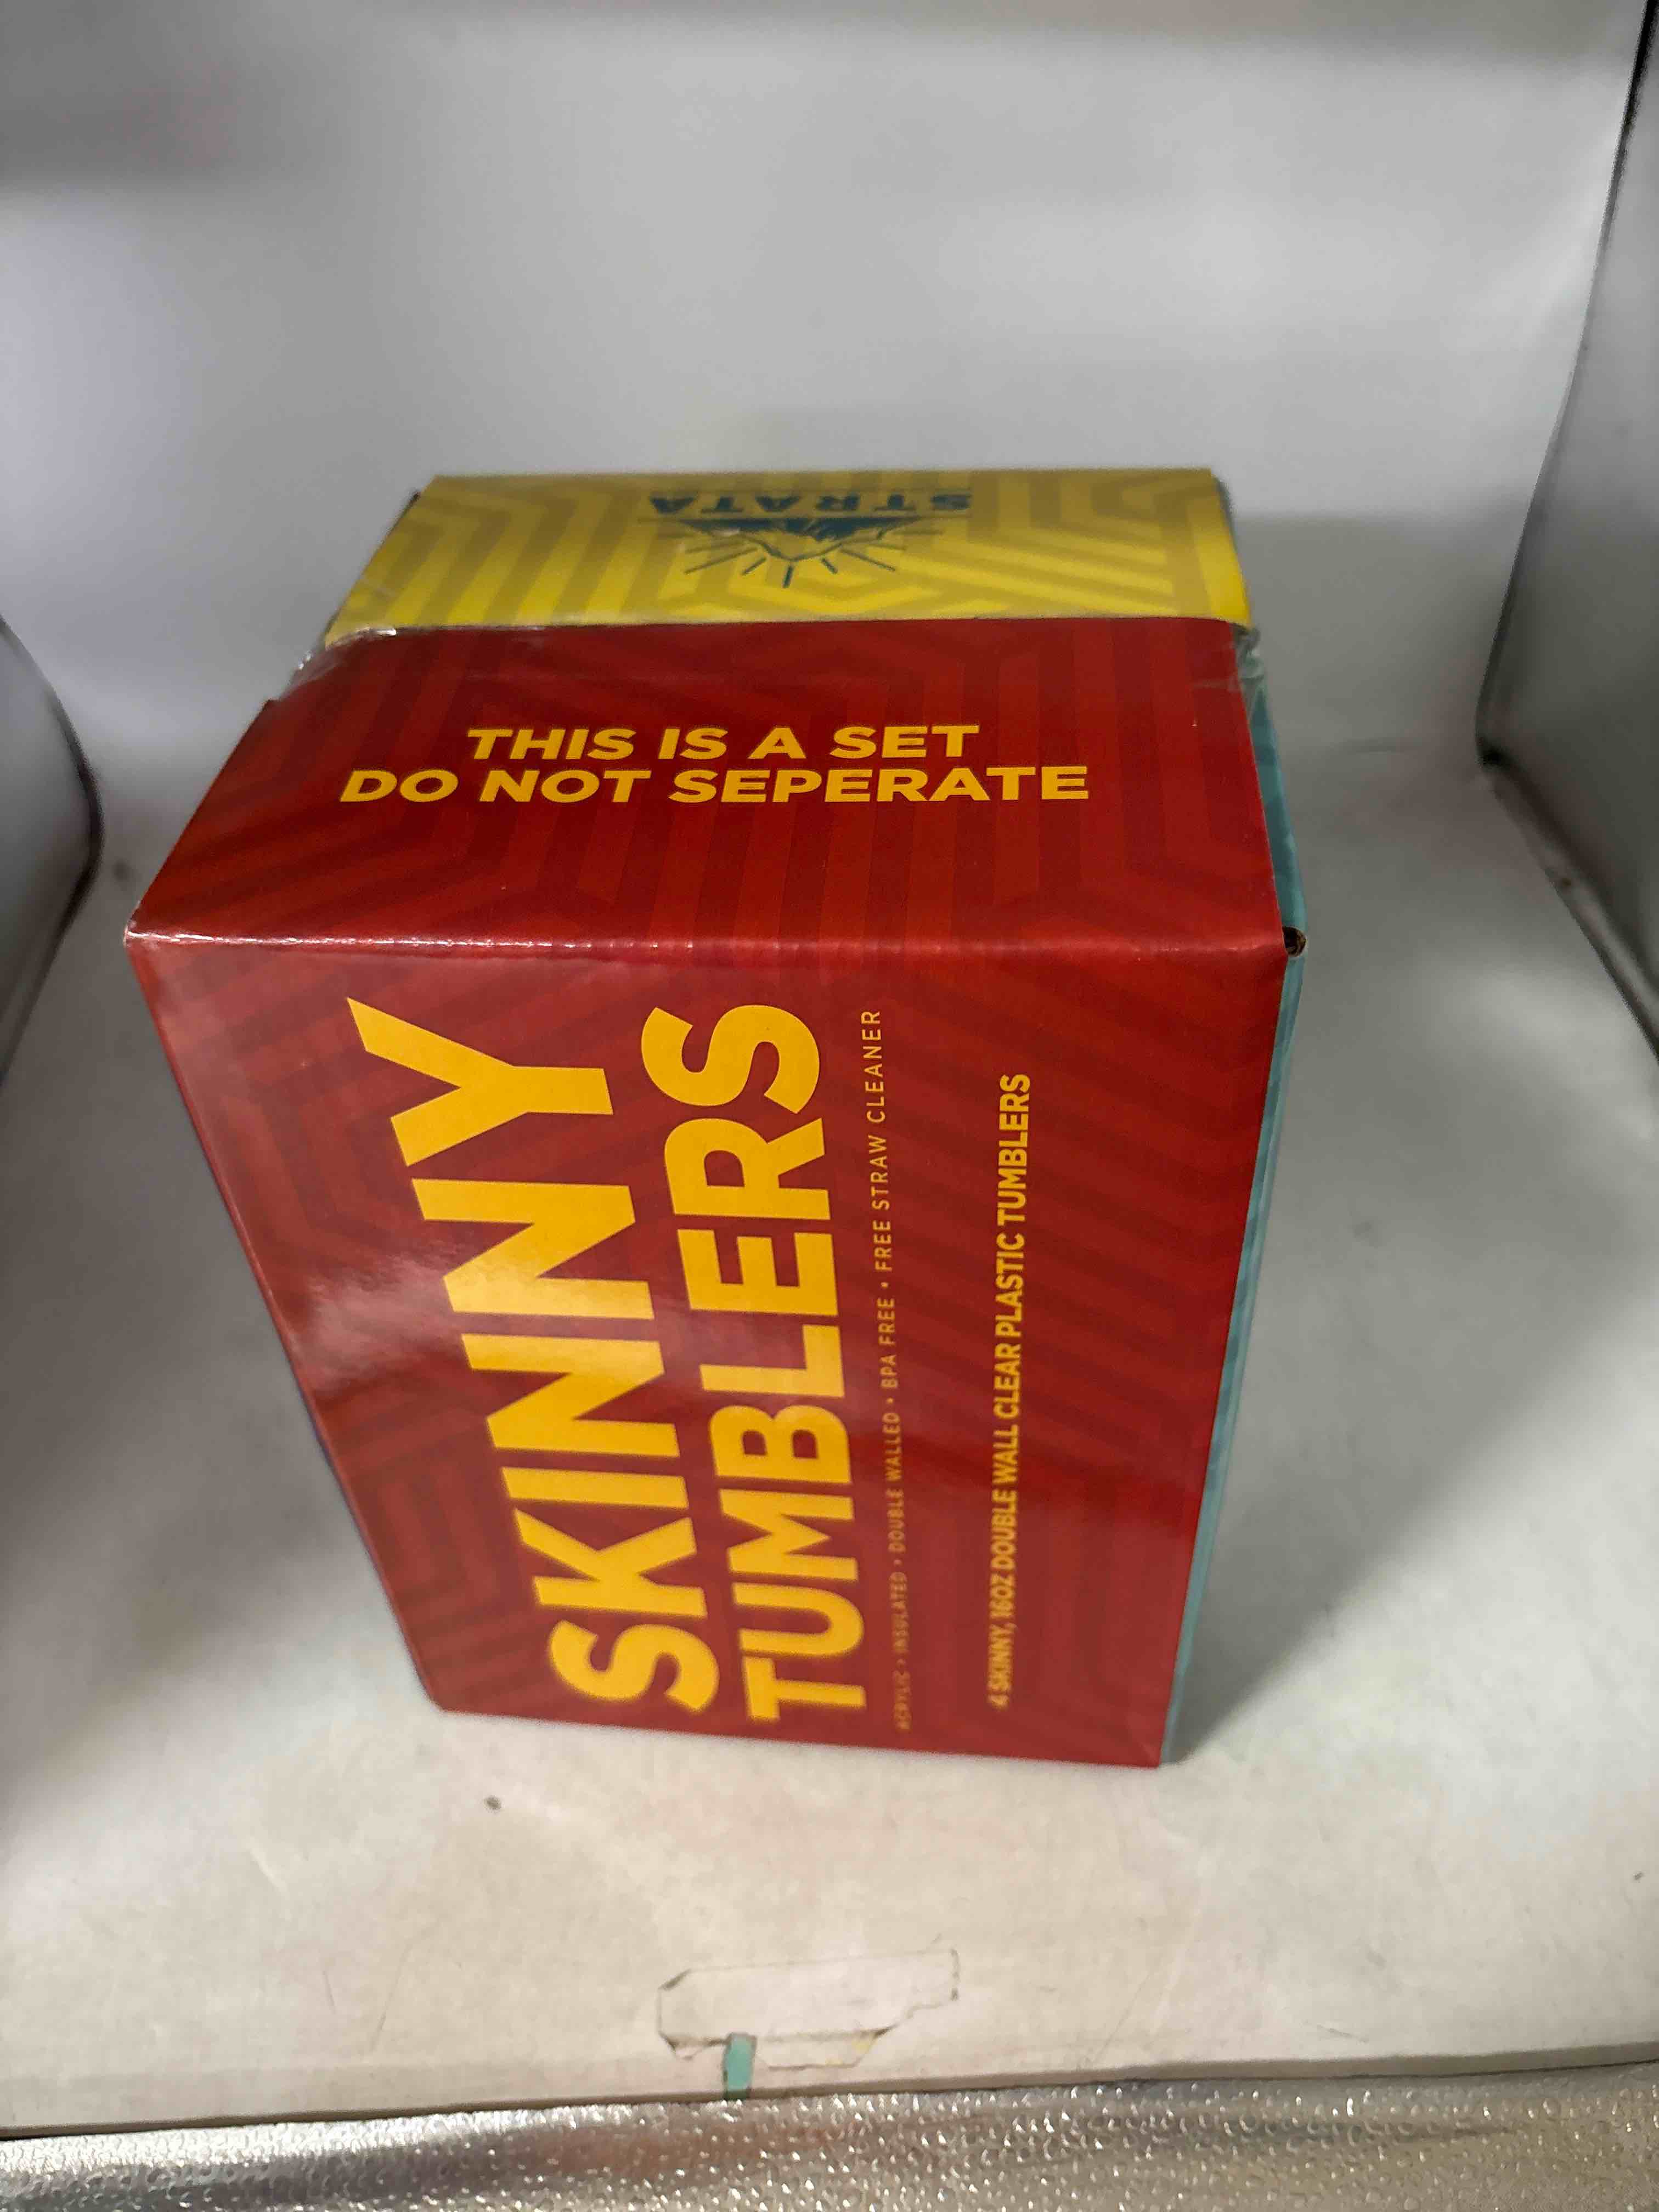 STRATA
THIS IS A SET
DO NOT SEPERATE
SKINNY
TUMBLERS
ACRYLIC • INSULATED • DOUBLE WALLED • BPA FREE • FREE STRAW CLEANER
4 SKINNY, 16OZ DOUBLE WALL CLEAR PLASTIC TUMBLERS